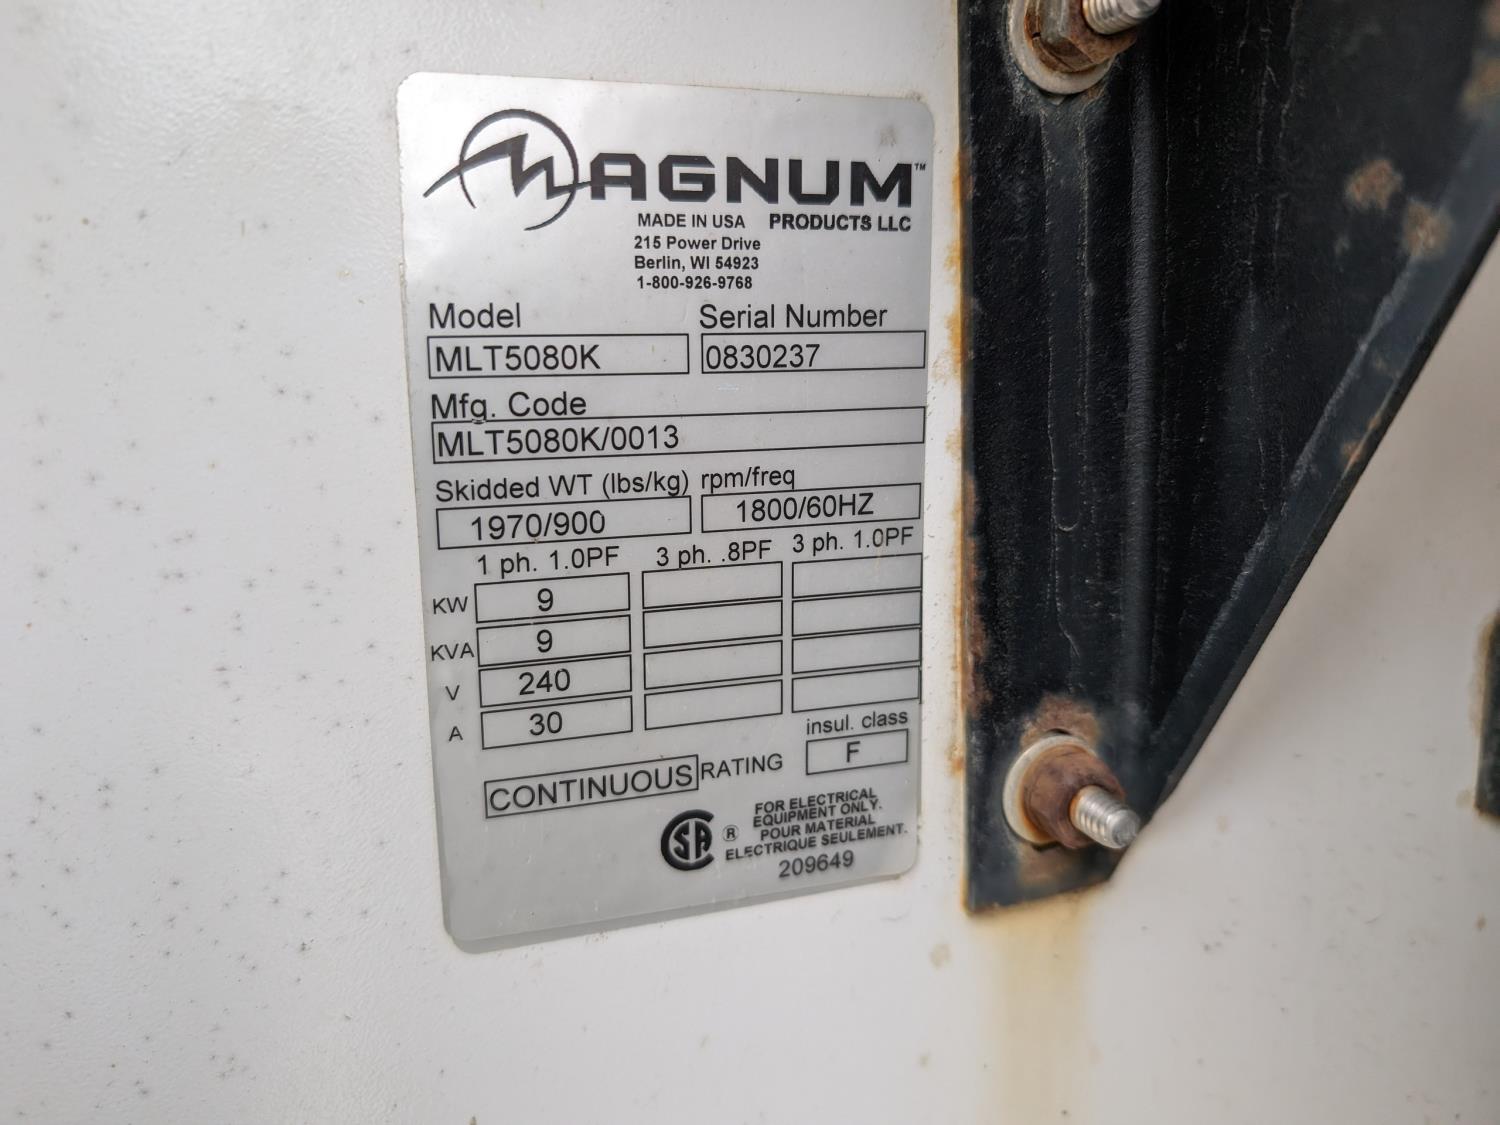 MAGNUM™
MADE IN USA PRODUCTS LLC
215 Power Drive
Berlin, WI 54923
1-800-926-9768
Model Serial Number
MLT5080K 0830237
Mfg. Code
MLT5080K/0013
Skidded WT (lbs/kg) rpm/freq
1970/900 1800/60HZ
1 ph. 1.0PF 3 ph. .8PF 3 ph. 1.0PF
KW 9
KVA 9
V 240
A 30
insul. class
CONTINUOUS RATING F
CSA ® FOR ELECTRICAL
EQUIPMENT ONLY.
POUR MATERIAL
ELECTRIQUE SEULEMENT.
209649